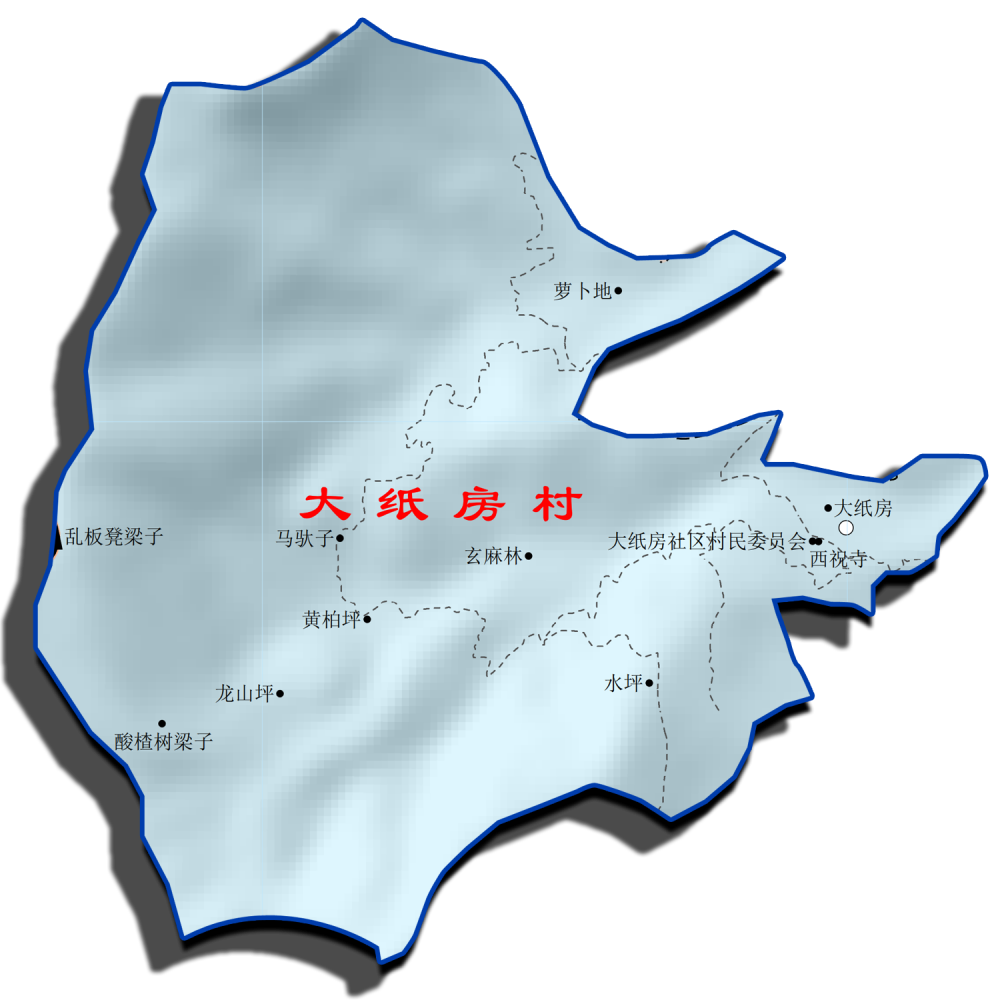 萝卜地
大纸房村
大纸房
乱板凳梁子
马驮子
大纸房社区村民委员会
玄麻林
西祝寺
黄柏坪
水坪
龙山坪
酸楂树梁子